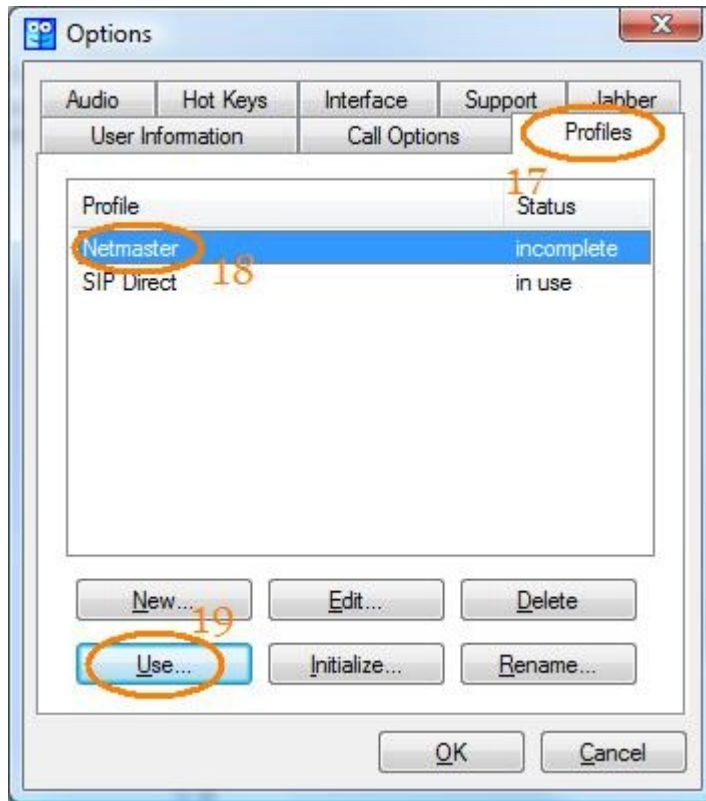 Options
Audio Hot Keys Interface Support Jabber
User Information Call Options Profiles
17
Profile Status
Netmaster incomplete
18
SIP Direct in use
New... Edit... Delete
19
Use... Initialize... Rename...
OK Cancel